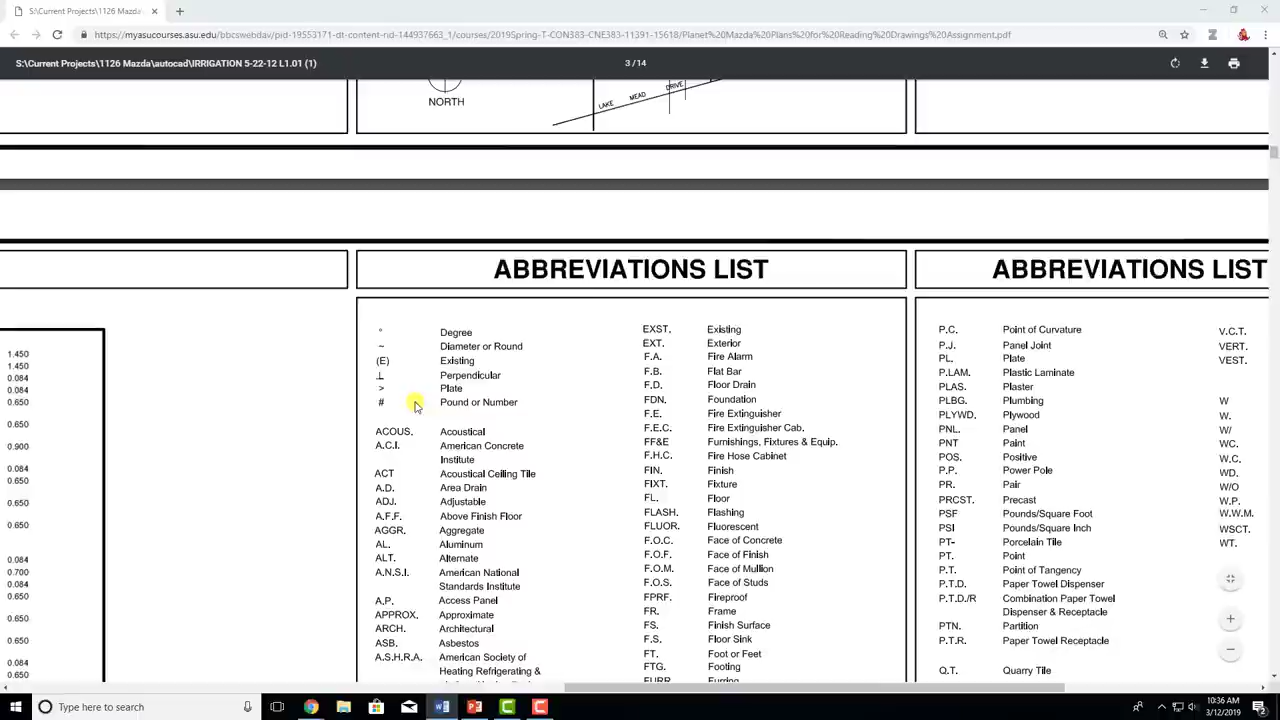 S:\Current Projects\1126 Mazda\
https://myasucourses.asu.edu/bbcswebdav/pid-19553171-dt-content-rid-144937663_1/courses/2019Spring-T-CON383-CNE383-11391-15618/Planet%20Mazda%20Plans%20for%20Reading%20Drawings%20Assignment.pdf
S:\Current Projects\1126 Mazda\autocad\IRRIGATION 5-22-12 L1.01 (1)
3 / 14
NORTH
LAKE MEAD DRIVE
ABBREVIATIONS LIST
ABBREVIATIONS LIST
1.450
1.450
0.084
0.084
0.650
0.650
0.900
0.084
0.650
0.650
0.650
0.084
0.700
0.084
0.650
0.650
0.650
0.084
0.650
° Degree
~ Diameter or Round
(E) Existing
⊥ Perpendicular
> Plate
# Pound or Number
ACOUS. Acoustical
A.C.I. American Concrete
Institute
ACT Acoustical Ceiling Tile
A.D. Area Drain
ADJ. Adjustable
A.F.F. Above Finish Floor
AGGR. Aggregate
AL. Aluminum
ALT. Alternate
A.N.S.I. American National
Standards Institute
A.P. Access Panel
APPROX. Approximate
ARCH. Architectural
ASB. Asbestos
A.S.H.R.A. American Society of
Heating Refrigerating &
EXST. Existing
EXT. Exterior
F.A. Fire Alarm
F.B. Flat Bar
F.D. Floor Drain
FDN. Foundation
F.E. Fire Extinguisher
F.E.C. Fire Extinguisher Cab.
FF&E Furnishings, Fixtures & Equip.
F.H.C. Fire Hose Cabinet
FIN. Finish
FIXT. Fixture
FL. Floor
FLASH. Flashing
FLUOR. Fluorescent
F.O.C. Face of Concrete
F.O.F. Face of Finish
F.O.M. Face of Mullion
F.O.S. Face of Studs
FPRF. Fireproof
FR. Frame
FS. Finish Surface
F.S. Floor Sink
FT. Foot or Feet
FTG. Footing
FURR. Furring
P.C. Point of Curvature
P.J. Panel Joint
PL. Plate
P.LAM. Plastic Laminate
PLAS. Plaster
PLBG. Plumbing
PLYWD. Plywood
PNL. Panel
PNT Paint
POS. Positive
P.P. Power Pole
PR. Pair
PRCST. Precast
PSF Pounds/Square Foot
PSI Pounds/Square Inch
PT- Porcelain Tile
PT. Point
P.T. Point of Tangency
P.T.D. Paper Towel Dispenser
P.T.D./R Combination Paper Towel
Dispenser & Receptacle
PTN. Partition
P.T.R. Paper Towel Receptacle
Q.T. Quarry Tile
V.C.T.
VERT.
VEST.
W
W.
W/
WC.
W.C.
WD.
W/O
W.P.
W.W.M.
WSCT.
WT.
Type here to search
10:36 AM
3/12/2019